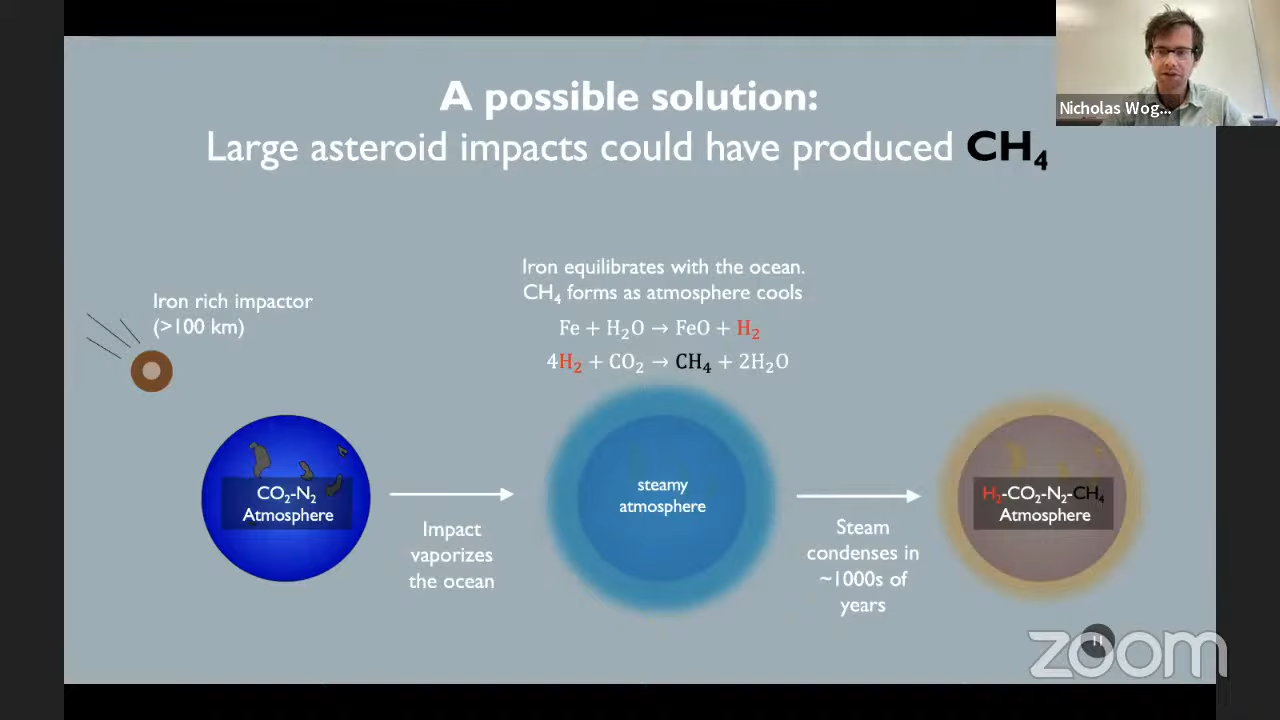 A possible solution:
Large asteroid impacts could have produced CH₄
Nicholas Wog...
Iron rich impactor
(>100 km)
Iron equilibrates with the ocean.
CH₄ forms as atmosphere cools
Fe + H₂O → FeO + H₂
4H₂ + CO₂ → CH₄ + 2H₂O
CO₂-N₂
Atmosphere
Impact
vaporizes
the ocean
steamy
atmosphere
Steam
condenses in
~1000s of
years
H₂-CO₂-N₂-CH₄
Atmosphere
11
zoom